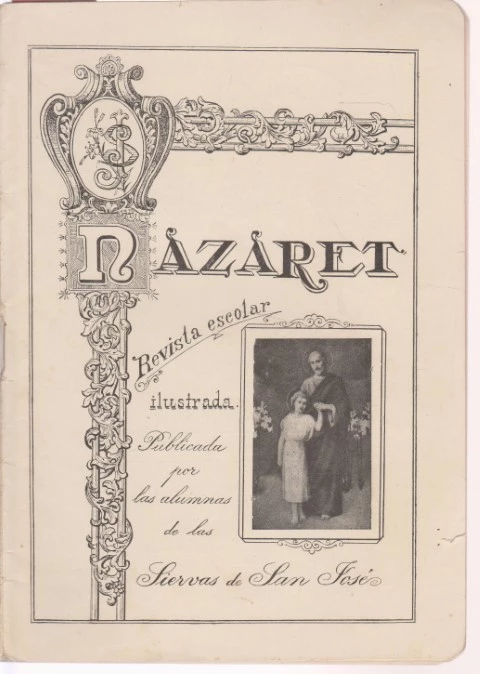 NAZARET
Revista escolar
ilustrada.
Publicada
por
las alumnas
de las
Siervas de San José